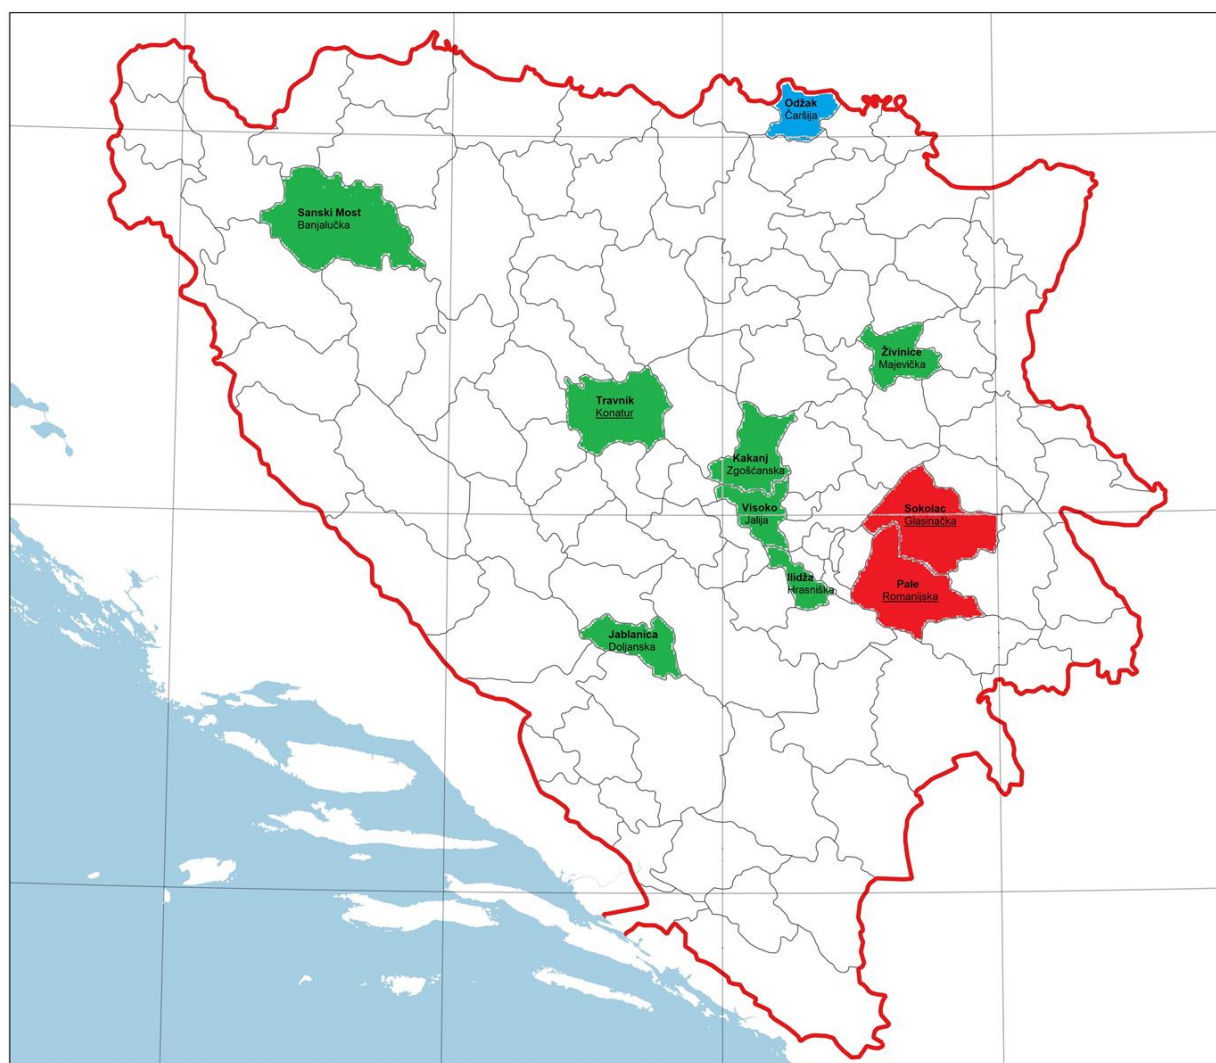 Odžak
Čaršija
Sanski Most
Banjalučka
Živinice
Majevička
Travnik
Konatur
Kakanj
Zgošćanska
Visoko
Jalija
Sokolac
Glasinačka
Ilidža
Hrasniška
Pale
Romanijska
Jablanica
Doljanska